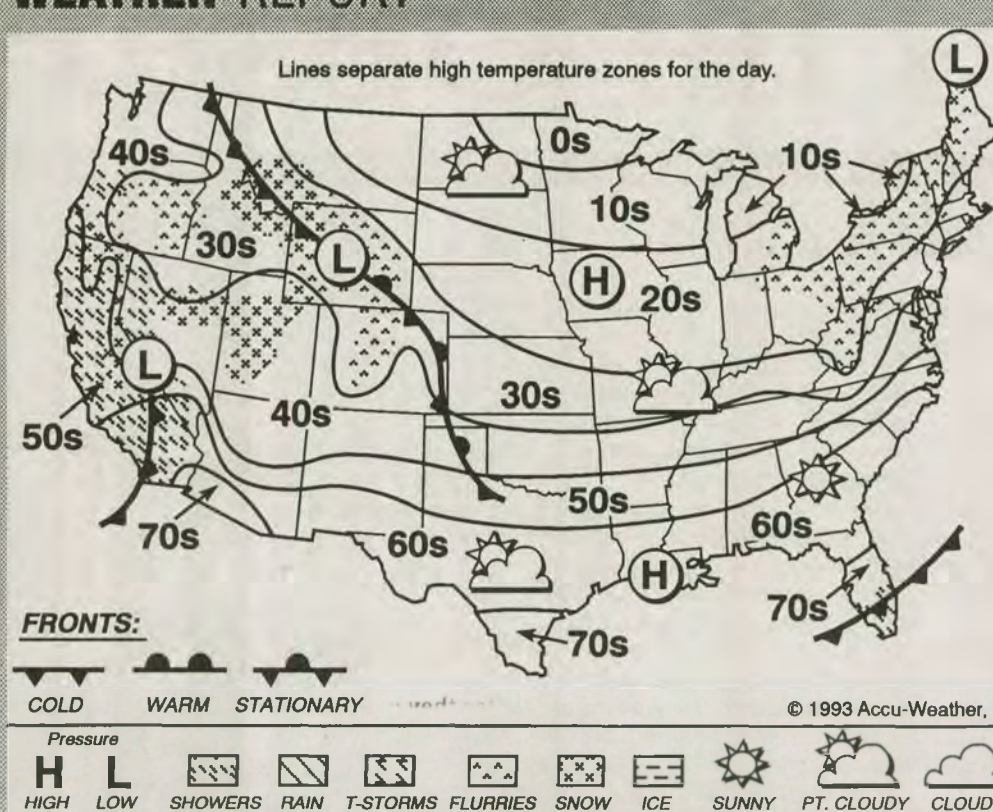 WEATHER REPORT
Lines separate high temperature zones for the day.
L
0s
10s
40s
10s
30s
L
H
20s
L
30s
40s
50s
50s
60s
70s
60s
H
70s
70s
FRONTS:
COLD WARM STATIONARY
© 1993 Accu-Weather,
Pressure
H L
HIGH LOW SHOWERS RAIN T-STORMS FLURRIES SNOW ICE SUNNY PT. CLOUDY CLOUD